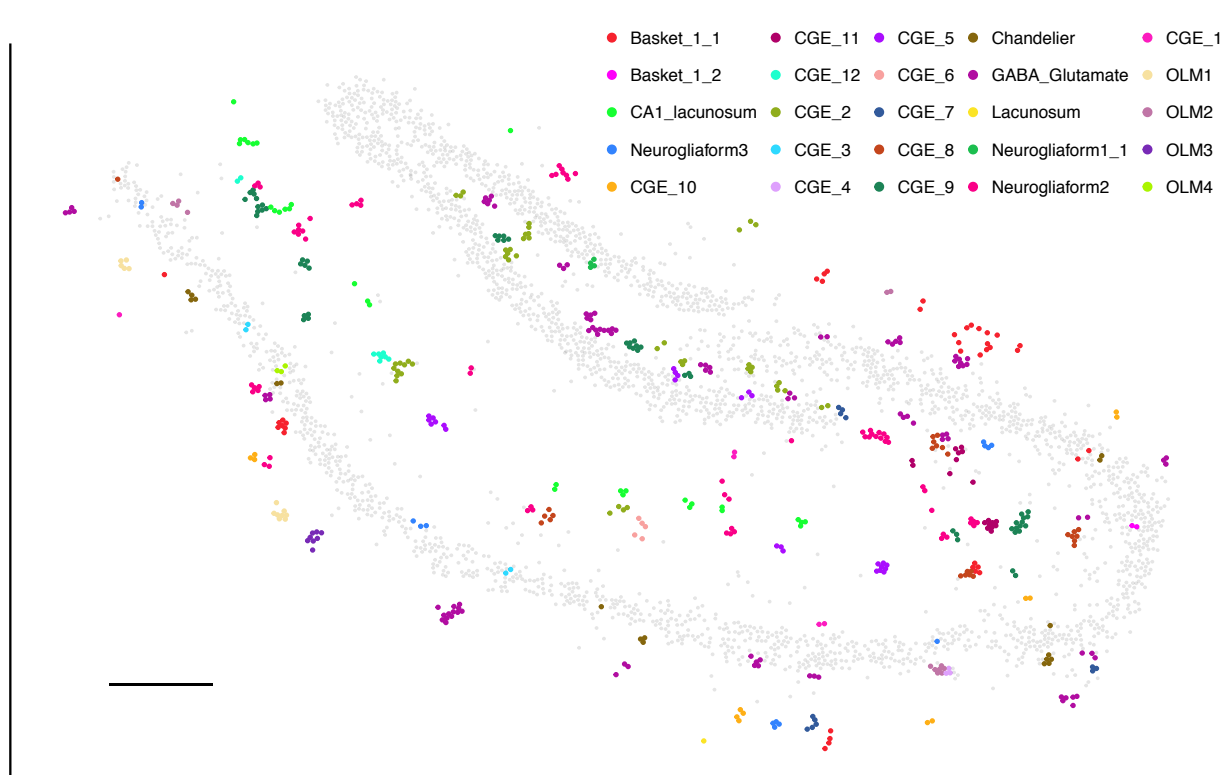 Basket_1_1 CGE_11 CGE_5 Chandelier CGE_1
Basket_1_2 CGE_12 CGE_6 GABA_Glutamate OLM1
CA1_lacunosum CGE_2 CGE_7 Lacunosum OLM2
Neurogliaform3 CGE_3 CGE_8 Neurogliaform1_1 OLM3
CGE_10 CGE_4 CGE_9 Neurogliaform2 OLM4